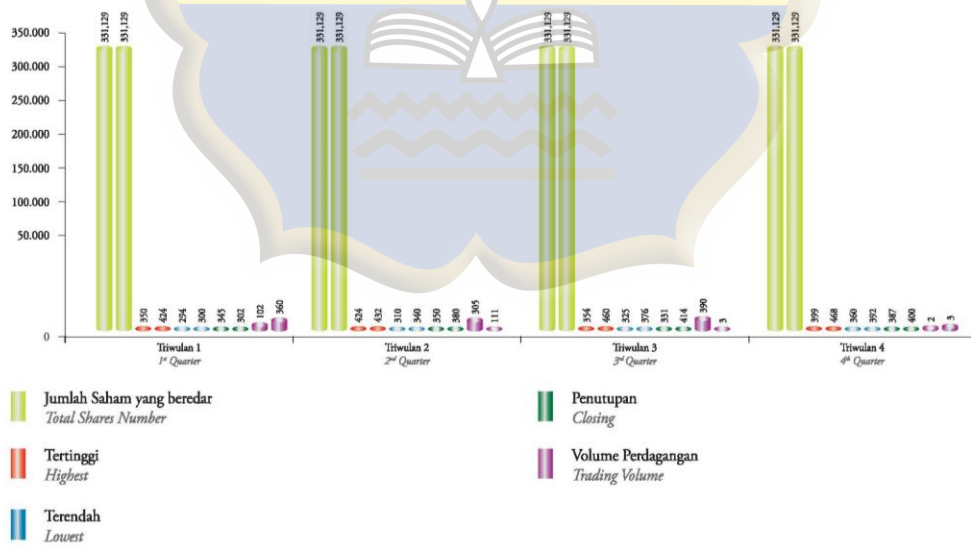 331,129 331,129 350 424 294 300 345 302 102 360
331,129 331,129 424 432 310 340 350 380 305 111
331,129 331,129 354 460 325 376 331 414 390 3
331,129 331,129 399 468 360 392 387 400 2 3
350.000
300.000
250.000
200.000
150.000
100.000
50.000
0
Triwulan 1
1st Quarter
Triwulan 2
2nd Quarter
Triwulan 3
3rd Quarter
Triwulan 4
4th Quarter
Jumlah Saham yang beredar
Total Shares Number
Tertinggi
Highest
Terendah
Lowest
Penutupan
Closing
Volume Perdagangan
Trading Volume